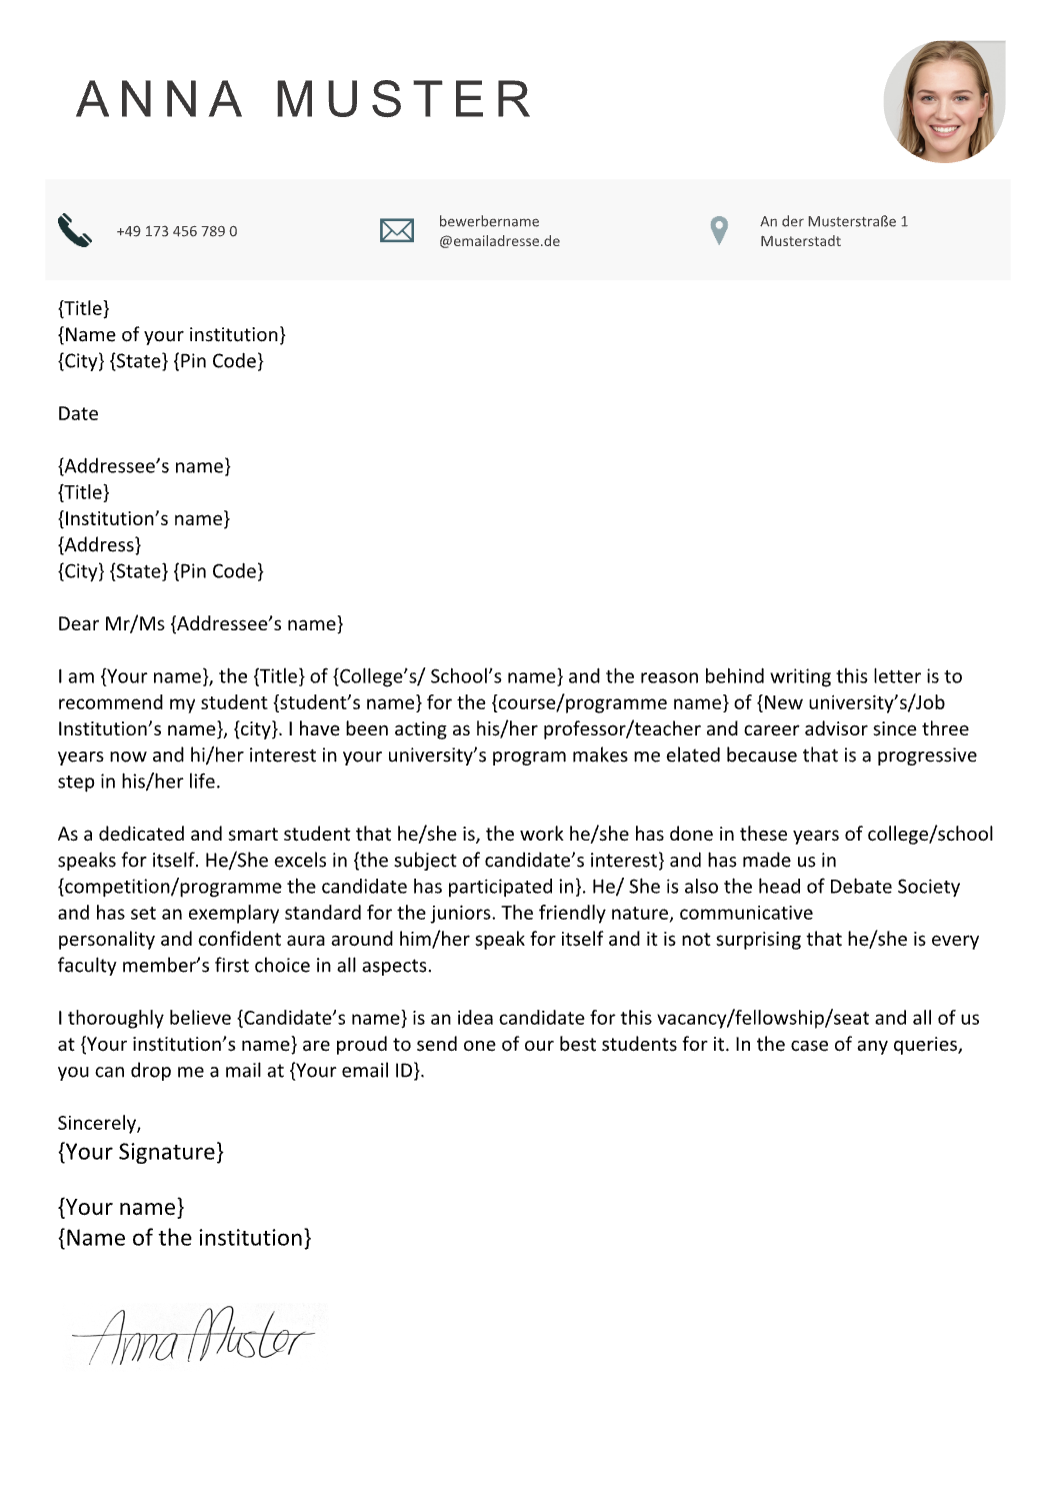 ANNA MUSTER
+49 173 456 789 0
bewerbername
@emailadresse.de
An der Musterstraße 1
Musterstadt
{Title}
{Name of your institution}
{City} {State} {Pin Code}
Date
{Addressee’s name}
{Title}
{Institution’s name}
{Address}
{City} {State} {Pin Code}
Dear Mr/Ms {Addressee’s name}
I am {Your name}, the {Title} of {College’s/ School’s name} and the reason behind writing this letter is to
recommend my student {student’s name} for the {course/programme name} of {New university’s/Job
Institution’s name}, {city}. I have been acting as his/her professor/teacher and career advisor since three
years now and hi/her interest in your university’s program makes me elated because that is a progressive
step in his/her life.
As a dedicated and smart student that he/she is, the work he/she has done in these years of college/school
speaks for itself. He/She excels in {the subject of candidate’s interest} and has made us in
{competition/programme the candidate has participated in}. He/ She is also the head of Debate Society
and has set an exemplary standard for the juniors. The friendly nature, communicative
personality and confident aura around him/her speak for itself and it is not surprising that he/she is every
faculty member’s first choice in all aspects.
I thoroughly believe {Candidate’s name} is an idea candidate for this vacancy/fellowship/seat and all of us
at {Your institution’s name} are proud to send one of our best students for it. In the case of any queries,
you can drop me a mail at {Your email ID}.
Sincerely,
{Your Signature}
{Your name}
{Name of the institution}
Anna Muster